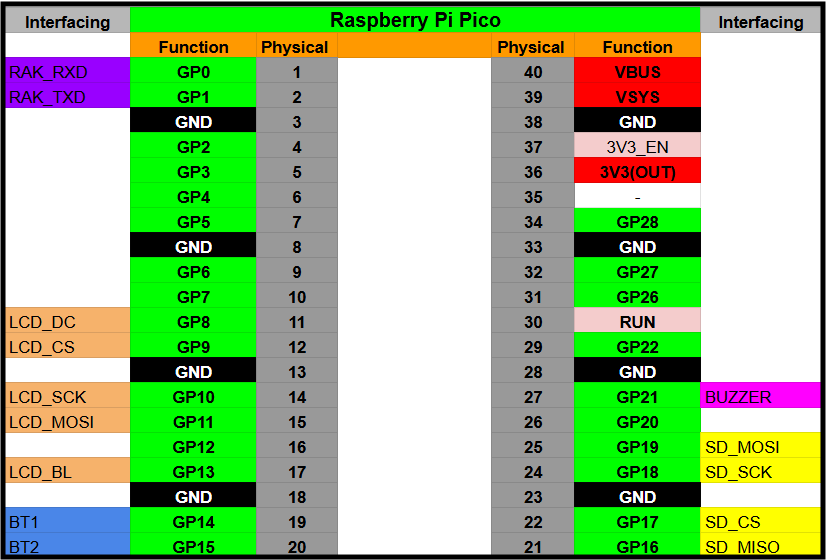 Interfacing Raspberry Pi Pico Interfacing
Function Physical Physical Function
RAK_RXD GP0 1 40 VBUS
RAK_TXD GP1 2 39 VSYS
GND 3 38 GND
GP2 4 37 3V3_EN
GP3 5 36 3V3(OUT)
GP4 6 35 -
GP5 7 34 GP28
GND 8 33 GND
GP6 9 32 GP27
GP7 10 31 GP26
LCD_DC GP8 11 30 RUN
LCD_CS GP9 12 29 GP22
GND 13 28 GND
LCD_SCK GP10 14 27 GP21 BUZZER
LCD_MOSI GP11 15 26 GP20
GP12 16 25 GP19 SD_MOSI
LCD_BL GP13 17 24 GP18 SD_SCK
GND 18 23 GND
BT1 GP14 19 22 GP17 SD_CS
BT2 GP15 20 21 GP16 SD_MISO